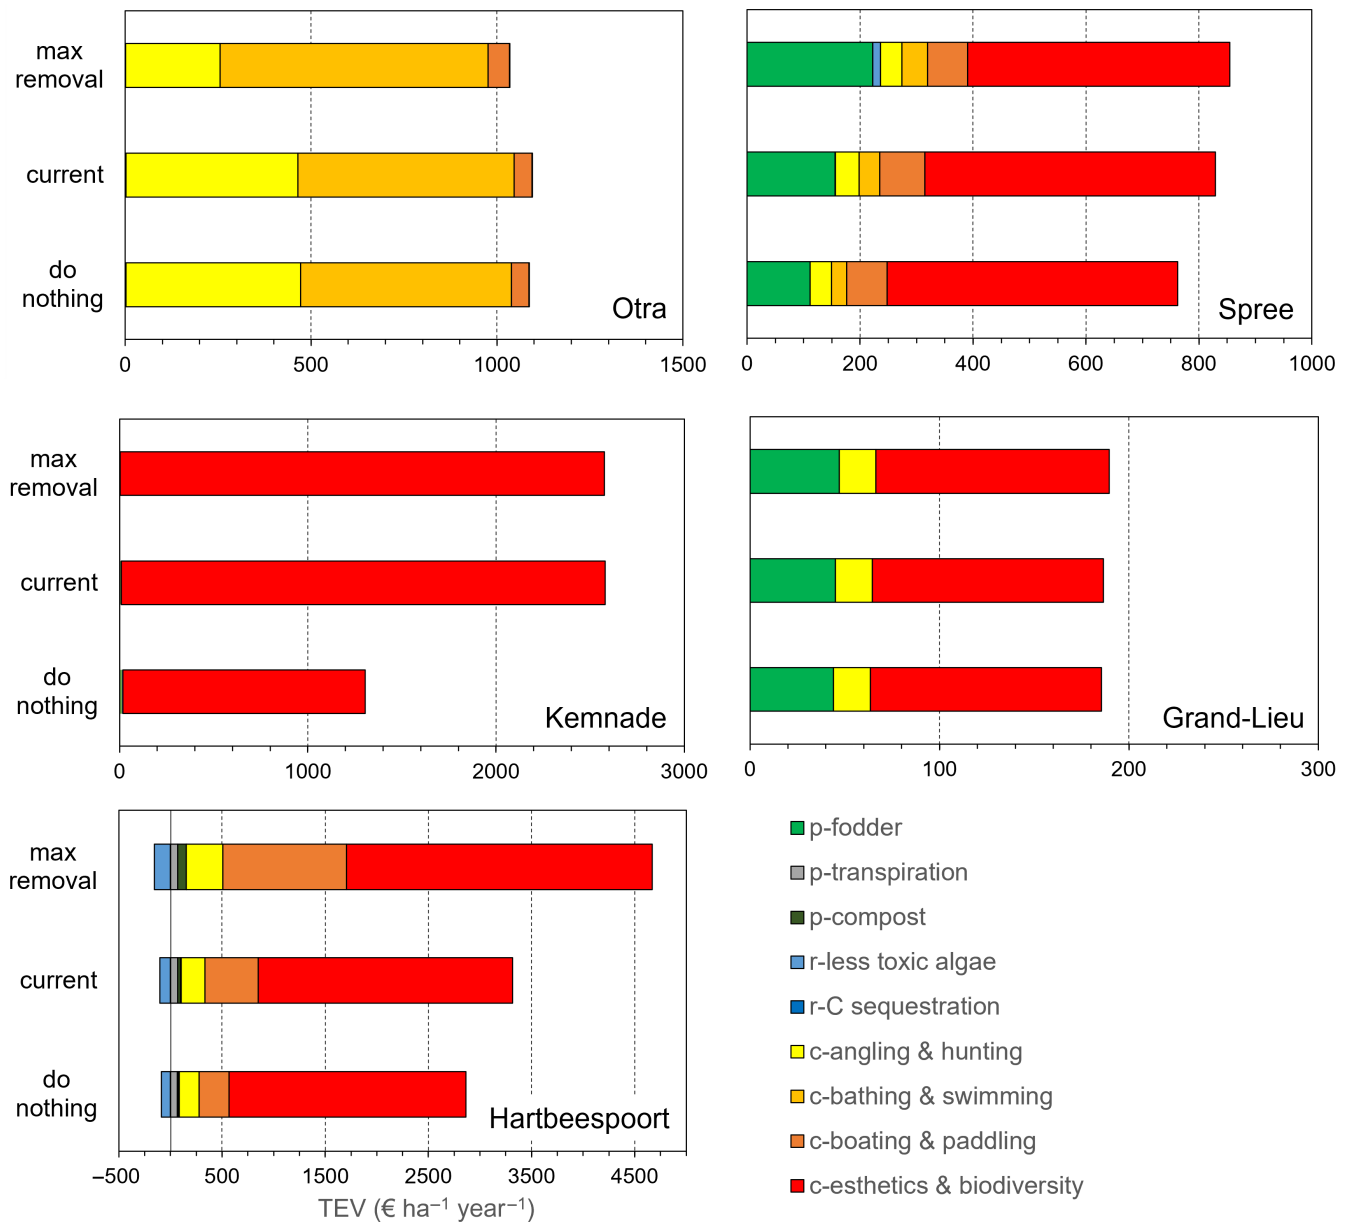 max
removal
current
do
nothing
Otra
0 500 1000 1500
Spree
0 200 400 600 800 1000
max
removal
current
do
nothing
Kemnade
0 1000 2000 3000
Grand-Lieu
0 100 200 300
max
removal
current
do
nothing
Hartbeespoort
−500 500 1500 2500 3500 4500
TEV (€ ha⁻¹ year⁻¹)
p-fodder
p-transpiration
p-compost
r-less toxic algae
r-C sequestration
c-angling & hunting
c-bathing & swimming
c-boating & paddling
c-esthetics & biodiversity